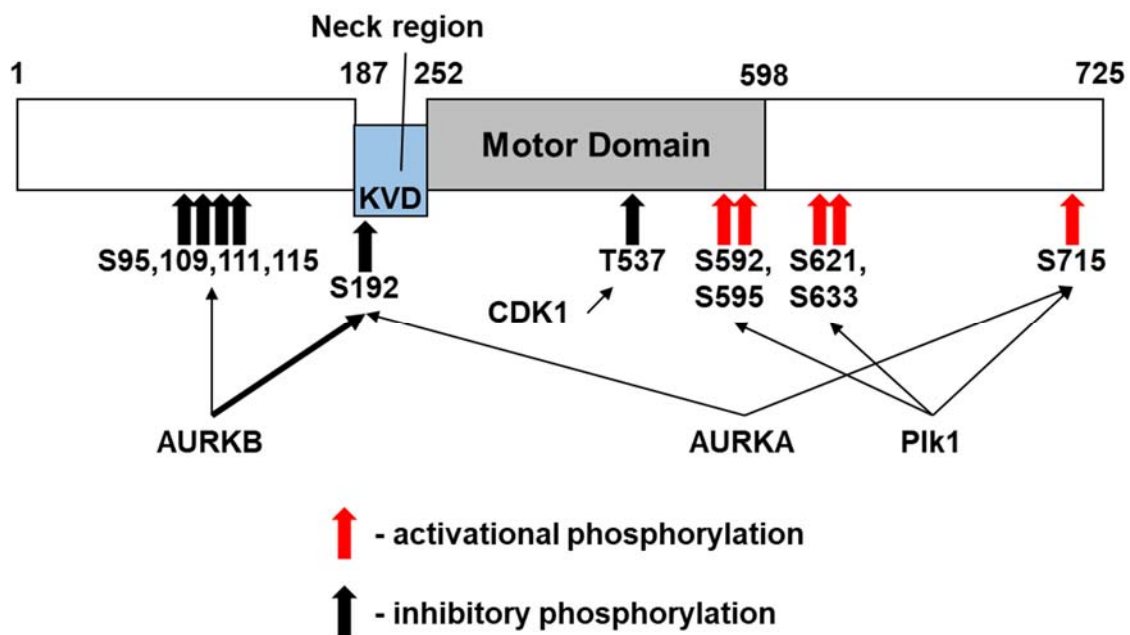 Neck region
1
187
252
598
725
Motor Domain
KVD
S95,109,111,115
S192
T537
S592,
S595
S621,
S633
S715
CDK1
AURKB
AURKA
Plk1
- activational phosphorylation
- inhibitory phosphorylation